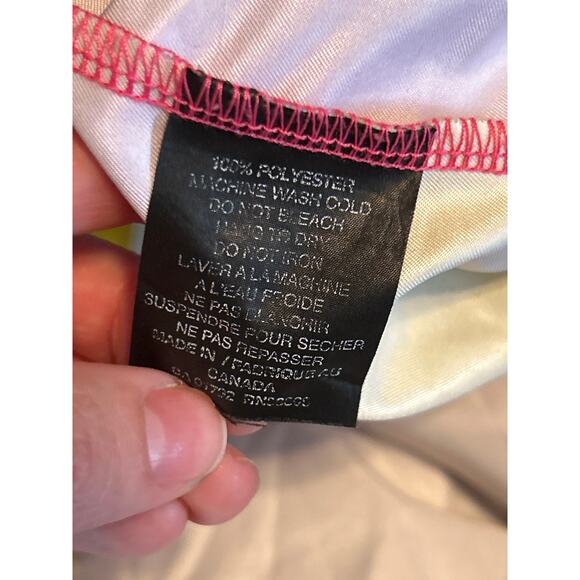 100% POLYESTER
MACHINE WASH COLD
DO NOT BLEACH
HANG TO DRY
DO NOT IRON
LAVER A LA MACHINE
A L'EAU FROIDE
NE PAS BLANCHIR
SUSPENDRE POUR SECHER
NE PAS REPASSER
MADE IN / FABRIQUE AU
CANADA